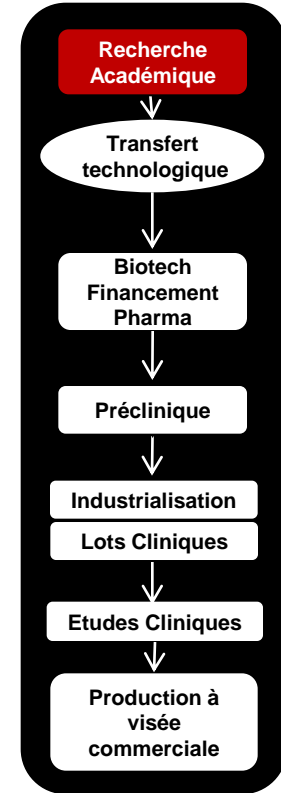 Recherche
Académique
Transfert
technologique
Biotech
Financement
Pharma
Préclinique
Industrialisation
Lots Cliniques
Etudes Cliniques
Production à
visée
commerciale